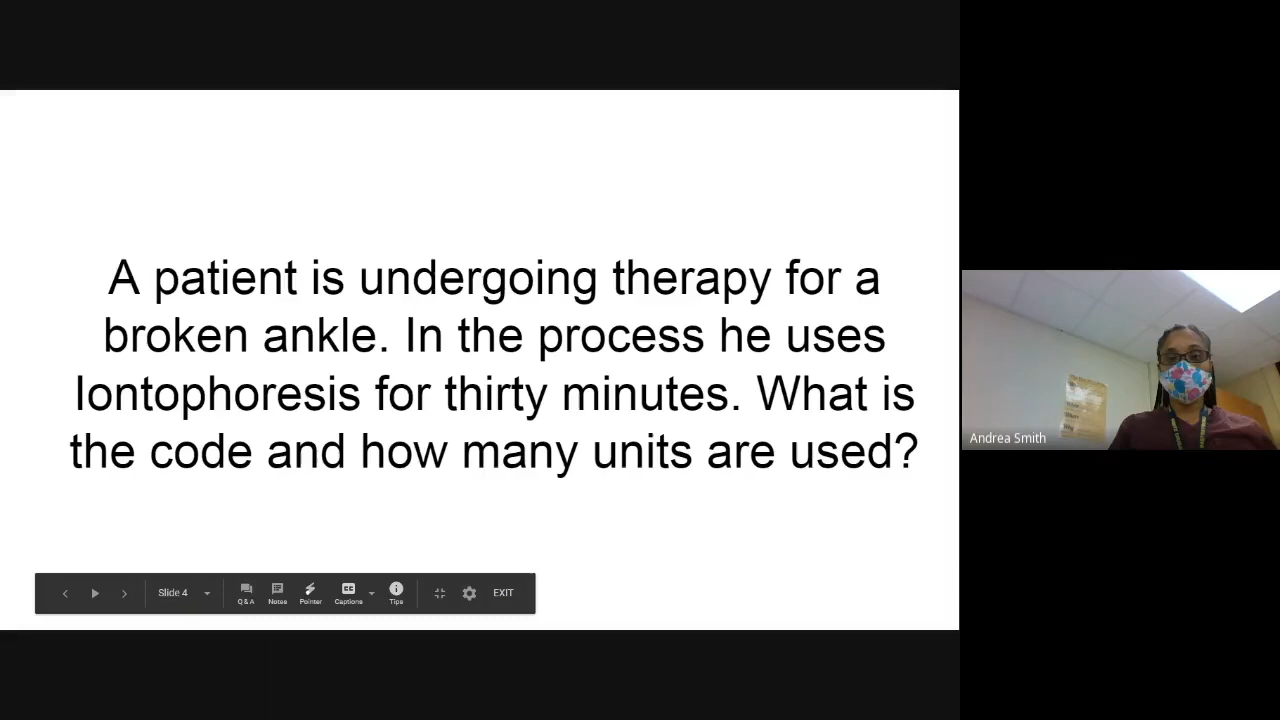 A patient is undergoing therapy for a
broken ankle. In the process he uses
Iontophoresis for thirty minutes. What is
the code and how many units are used?
Andrea Smith
Slide 4
Q & A
Notes
Pointer
Captions
Tips
EXIT